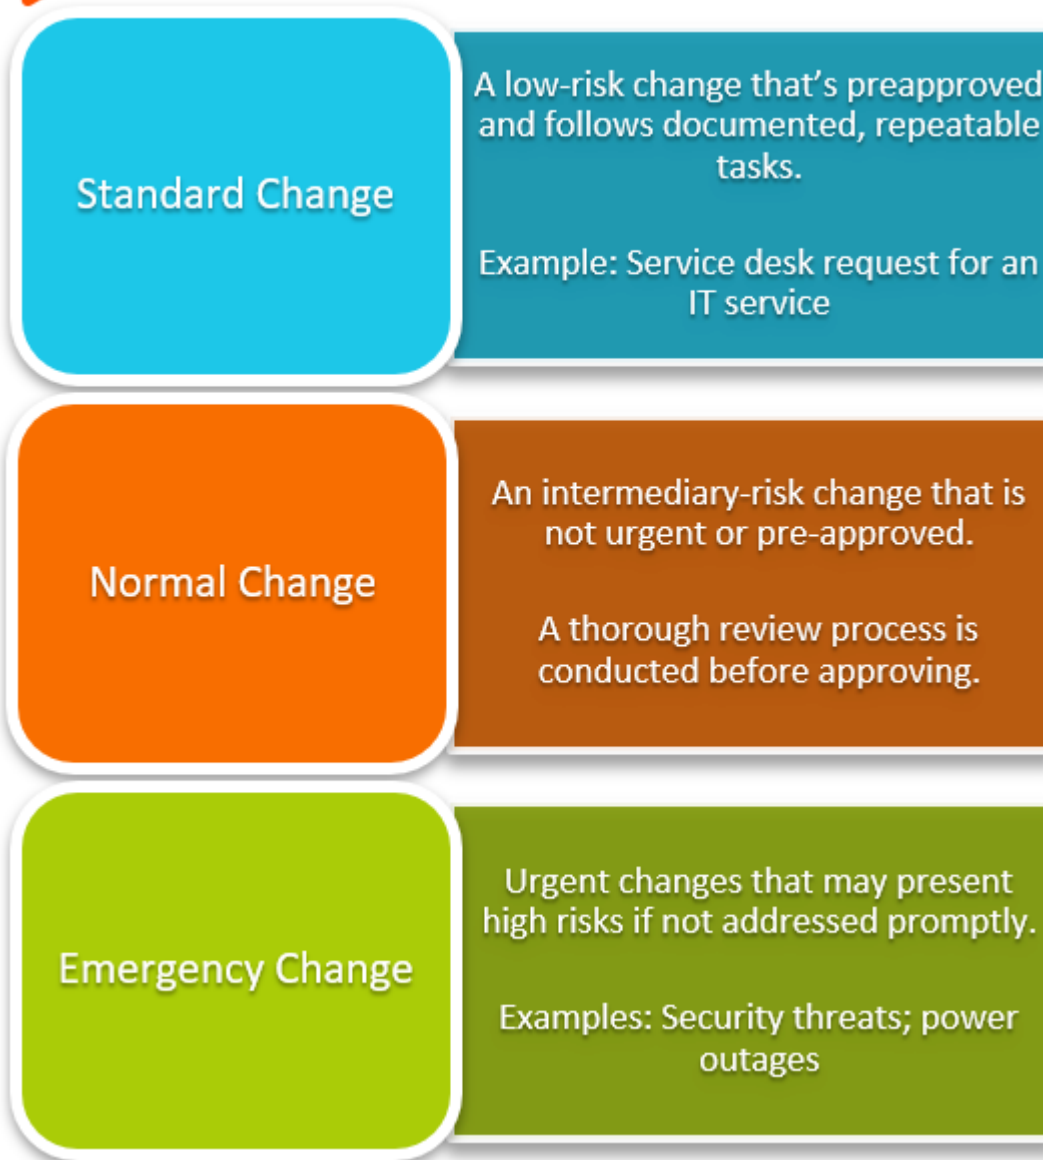 Standard Change
A low-risk change that’s preapproved
and follows documented, repeatable
tasks.
Example: Service desk request for an
IT service
Normal Change
An intermediary-risk change that is
not urgent or pre-approved.
A thorough review process is
conducted before approving.
Emergency Change
Urgent changes that may present
high risks if not addressed promptly.
Examples: Security threats; power
outages